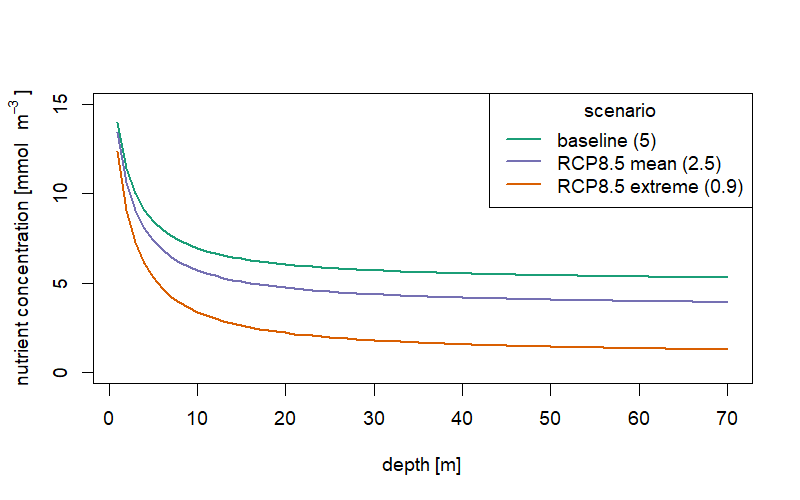 scenario
baseline (5)
RCP8.5 mean (2.5)
RCP8.5 extreme (0.9)
nutrient concentration [mmol m⁻³ ]
15
10
5
0
0 10 20 30 40 50 60 70
depth [m]